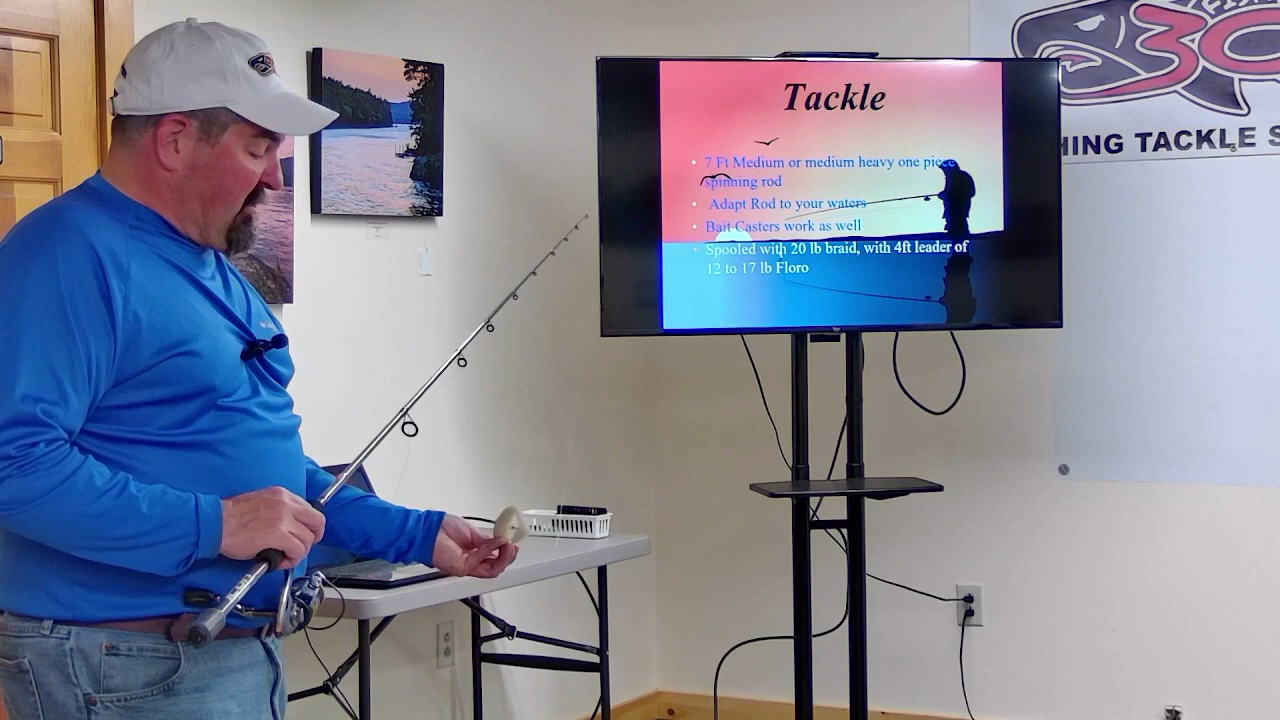 Tackle
• 7 Ft Medium or medium heavy one piece
spinning rod
• Adapt Rod to your waters
• Bait Casters work as well
• Spooled with 20 lb braid, with 4ft leader of
12 to 17 lb Floro
30
HING TACKLE S